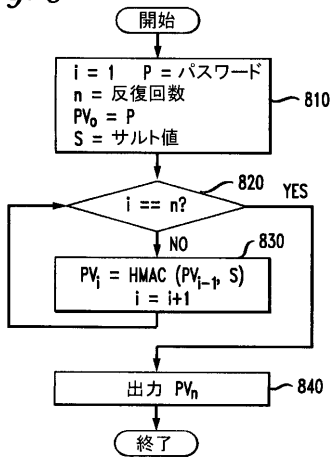 開始
i = 1 P = パスワード
n = 反復回数
PV₀ = P
S = サルト値
810
820
i == n?
YES
NO
830
PVᵢ = HMAC (PVᵢ₋₁, S)
i = i+1
出力 PVₙ
840
終了